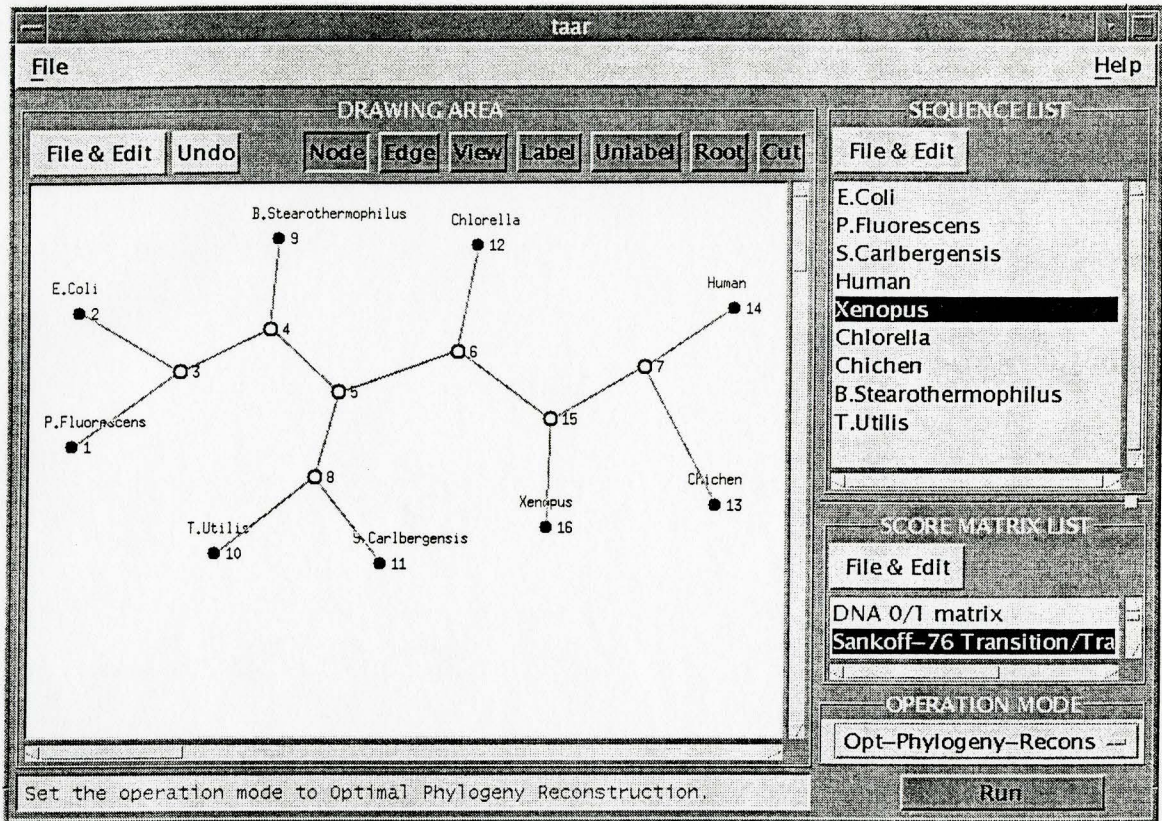 taar
File Help
DRAWING AREA
File & Edit Undo Node Edge View Label Unlabel Root Cut
B.Stearothermophilus
9
Chlorella
12
E.Coli
2
Human
14
4
3
6
7
5
P.Fluorescens
1
15
8
Chichen
13
Xenopus
16
T.Utilis
10
S.Carlbergensis
11
SEQUENCE LIST
File & Edit
E.Coli
P.Fluorescens
S.Carlbergensis
Human
Xenopus
Chlorella
Chichen
B.Stearothermophilus
T.Utilis
SCORE MATRIX LIST
File & Edit
DNA 0/1 matrix
Sankoff-76 Transition/Tra
OPERATION MODE
Opt-Phylogeny-Recons
Set the operation mode to Optimal Phylogeny Reconstruction.
Run